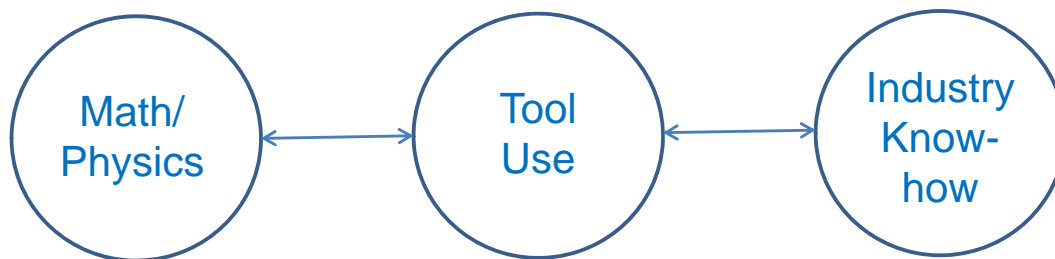 Math/
Physics
Tool
Use
Industry
Know-
how